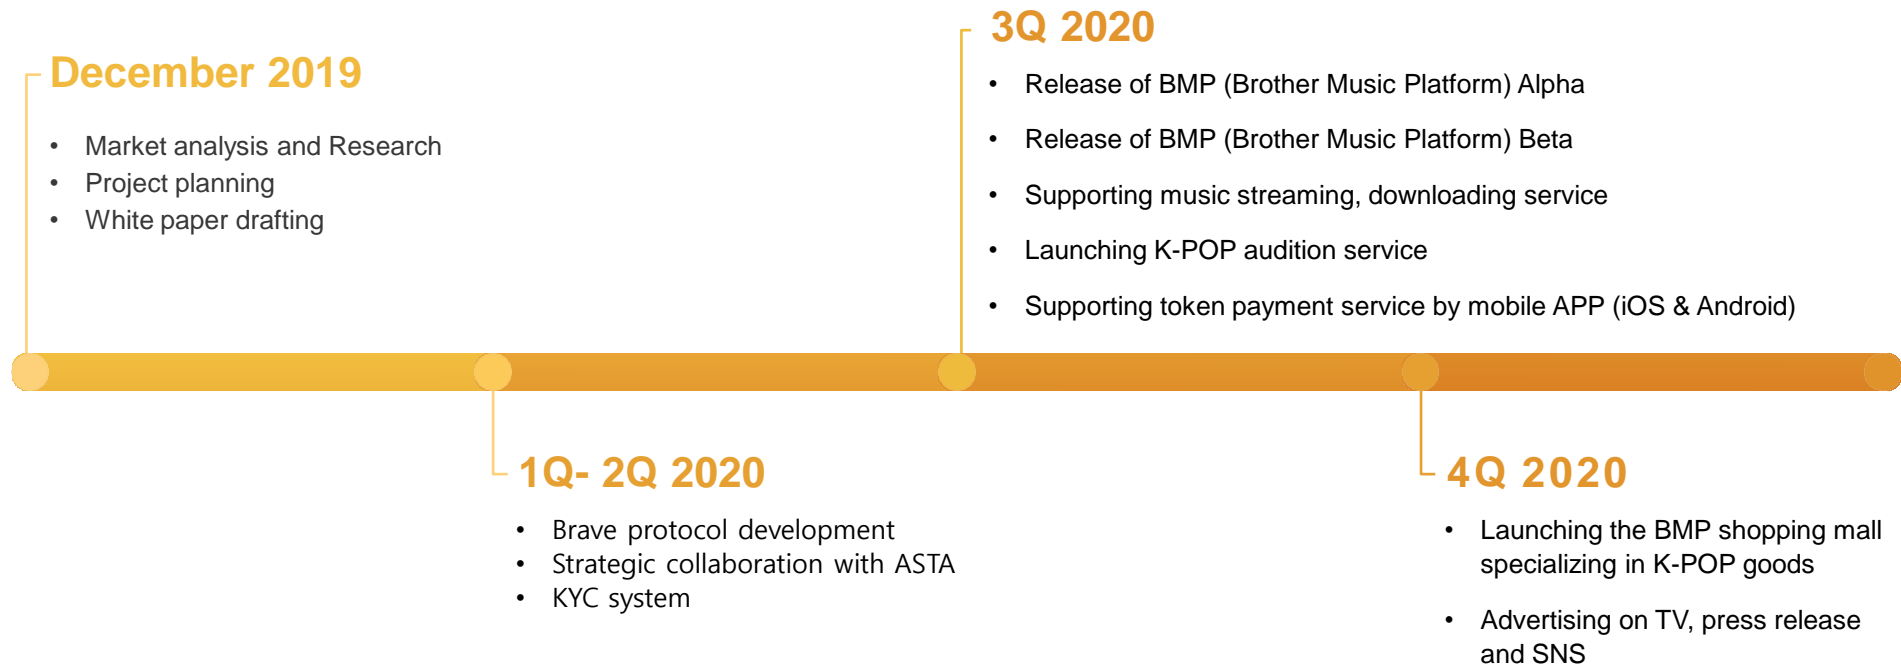 December 2019
• Market analysis and Research
• Project planning
• White paper drafting
1Q- 2Q 2020
• Brave protocol development
• Strategic collaboration with ASTA
• KYC system
3Q 2020
• Release of BMP (Brother Music Platform) Alpha
• Release of BMP (Brother Music Platform) Beta
• Supporting music streaming, downloading service
• Launching K-POP audition service
• Supporting token payment service by mobile APP (iOS & Android)
4Q 2020
• Launching the BMP shopping mall
specializing in K-POP goods
• Advertising on TV, press release
and SNS